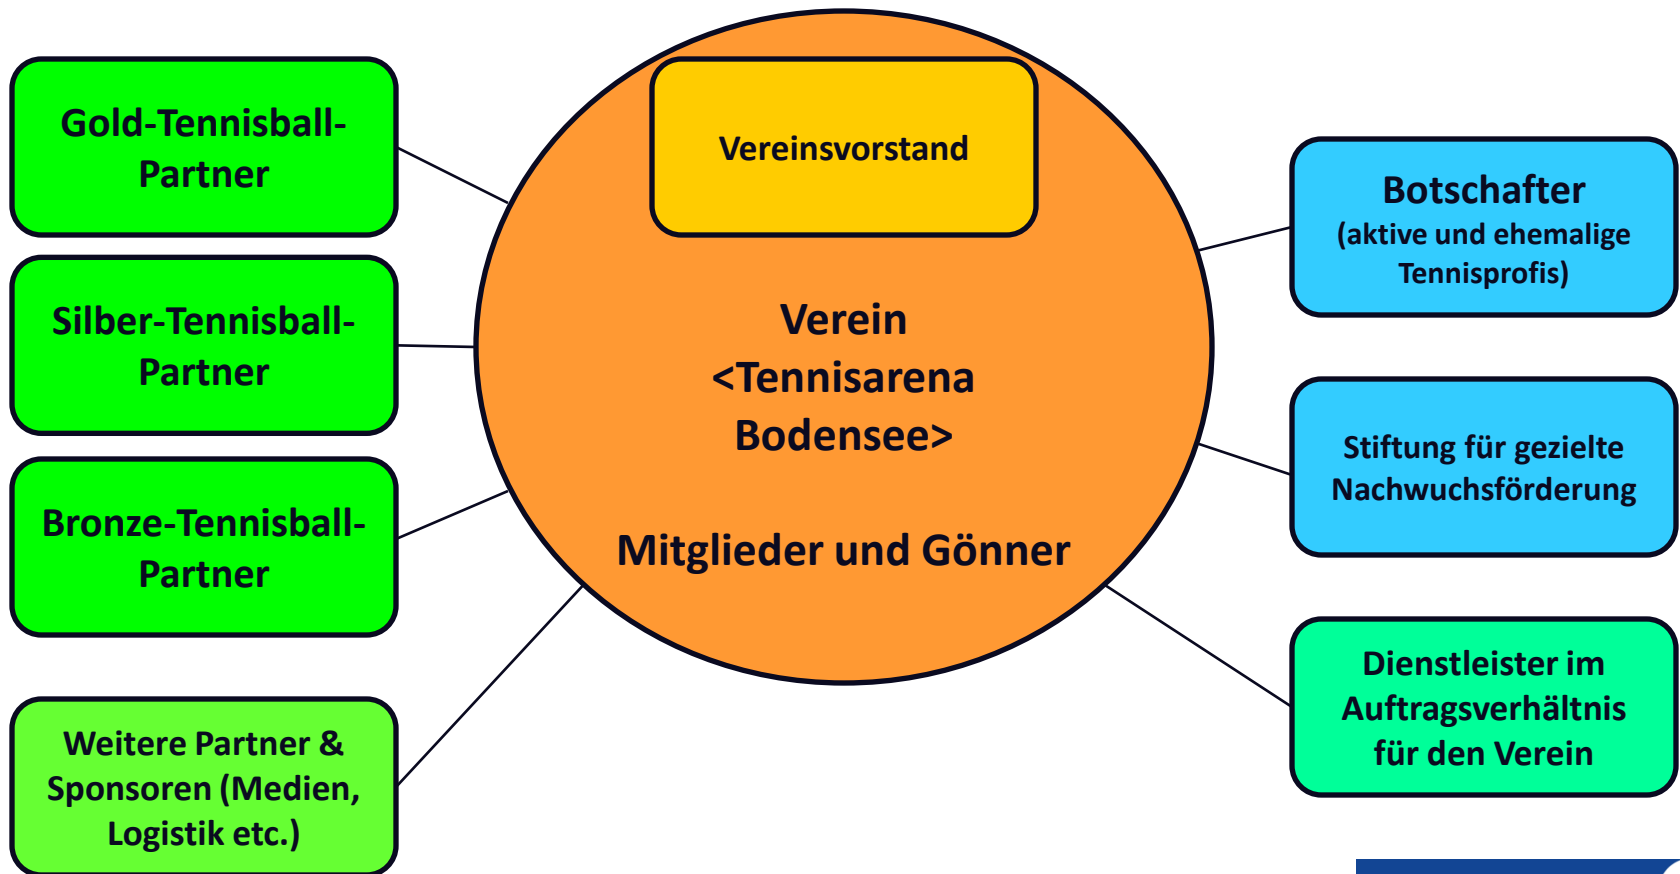 Gold-Tennisball-
Partner
Silber-Tennisball-
Partner
Bronze-Tennisball-
Partner
Weitere Partner &
Sponsoren (Medien,
Logistik etc.)
Vereinsvorstand
Verein
<Tennisarena
Bodensee>
Mitglieder und Gönner
Botschafter
(aktive und ehemalige
Tennisprofis)
Stiftung für gezielte
Nachwuchsförderung
Dienstleister im
Auftragsverhältnis
für den Verein